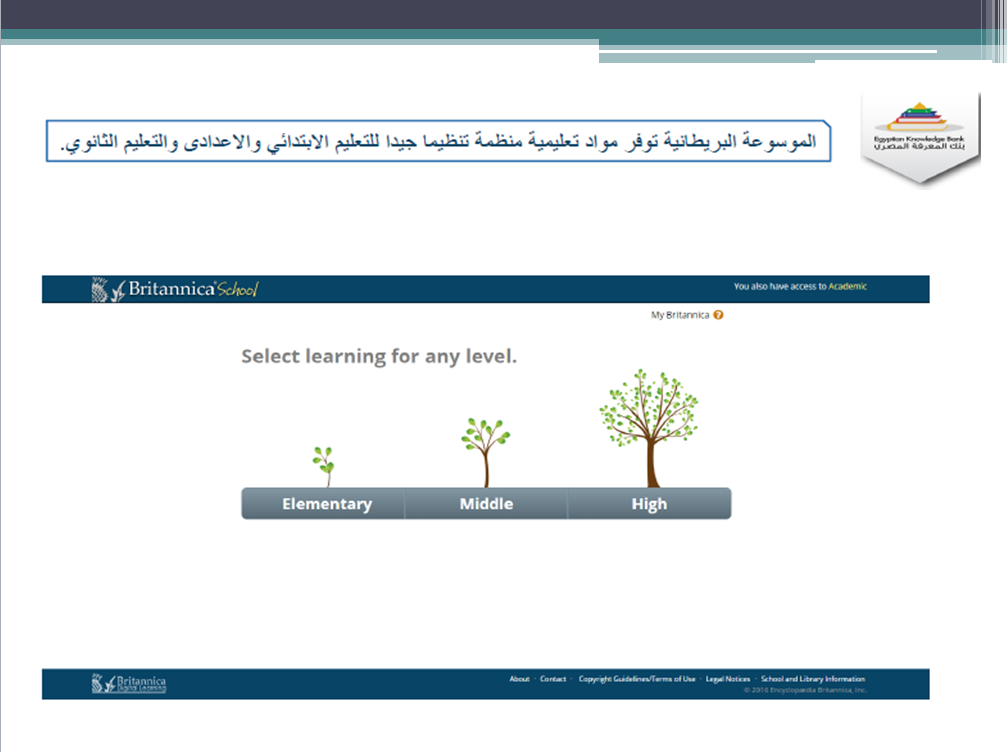 الموسوعة البريطانية توفر مواد تعليمية منظمة تنظيما جيدا للتعليم الابتدائي والاعدادى والتعليم الثانوي.
Egyptian Knowledge Bank
بنك المعرفة المصري
Britannica School
You also have access to Academic
My Britannica ?
Select learning for any level.
Elementary Middle High
Britannica
Digital Learning
About · Contact · Copyright Guidelines/Terms of Use · Legal Notices · School and Library Information
© 2016 Encyclopædia Britannica, Inc.